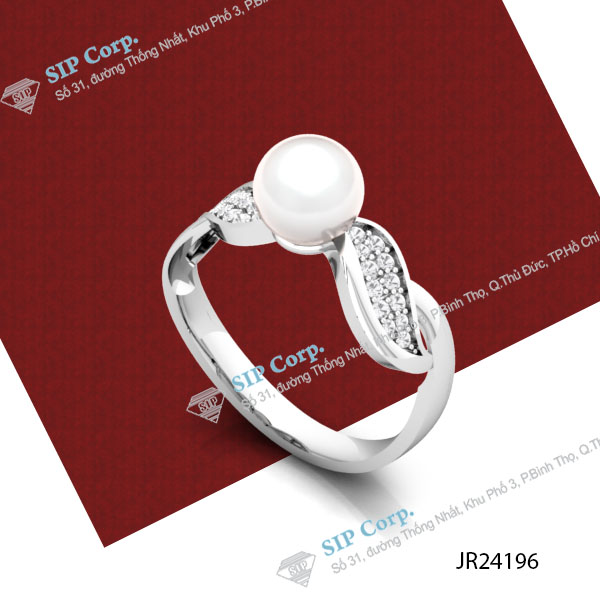 SIP Corp.
Số 31, đường Thống Nhất, Khu Phố 3, P.Bình Thọ, Q.Thủ Đức, TP.Hồ Chí
SIP
SIP Corp.
Số 31, đường Thống Nhất, Khu Phố 3, P.Bình Thọ, Q.Thủ Đức, TP.Hồ Chí
SIP
SIP Corp.
Số 31, đường Thống Nhất, Khu Phố 3, P.Bình Thọ,
SIP
JR24196